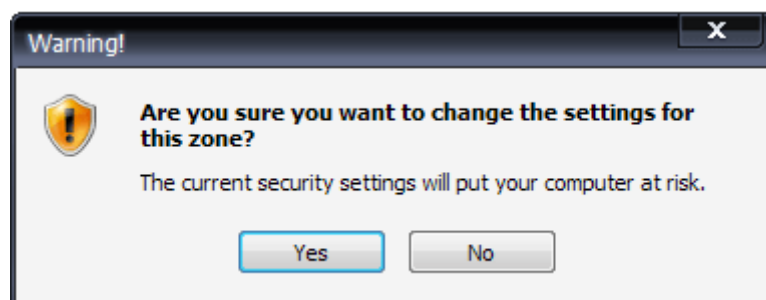 Warning!
X
Are you sure you want to change the settings for
this zone?
The current security settings will put your computer at risk.
Yes No